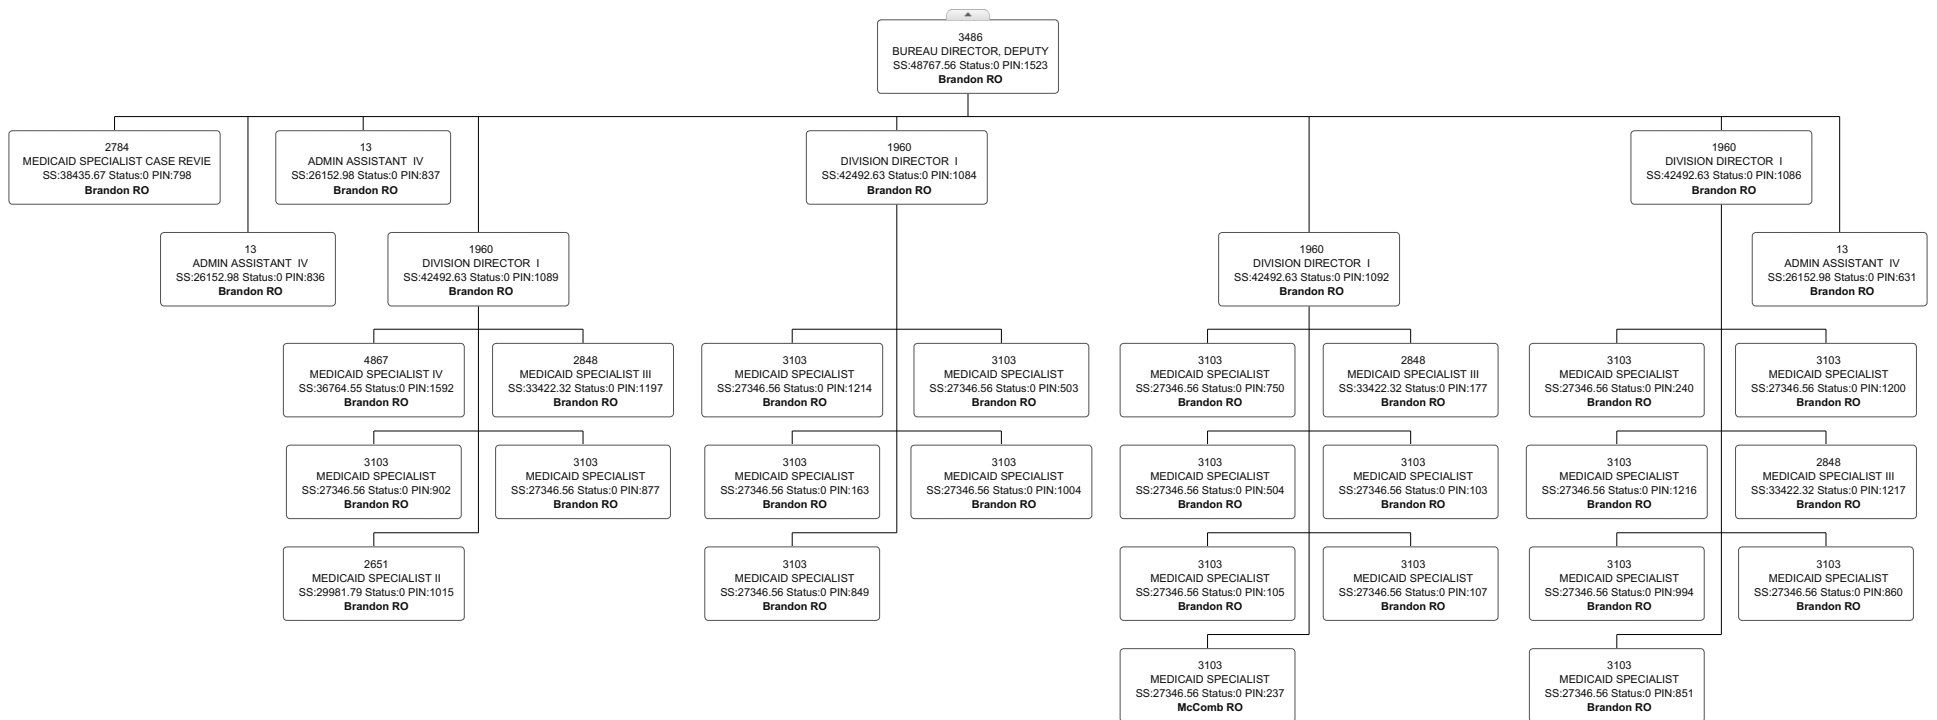 3486
BUREAU DIRECTOR, DEPUTY
SS:48767.56 Status:0 PIN:1523
Brandon RO
2784
MEDICAID SPECIALIST CASE REVIE
SS:38435.67 Status:0 PIN:798
Brandon RO
13
ADMIN ASSISTANT  IV
SS:26152.98 Status:0 PIN:837
Brandon RO
1960
DIVISION DIRECTOR  I
SS:42492.63 Status:0 PIN:1084
Brandon RO
1960
DIVISION DIRECTOR  I
SS:42492.63 Status:0 PIN:1086
Brandon RO
13
ADMIN ASSISTANT  IV
SS:26152.98 Status:0 PIN:836
Brandon RO
1960
DIVISION DIRECTOR  I
SS:42492.63 Status:0 PIN:1089
Brandon RO
1960
DIVISION DIRECTOR  I
SS:42492.63 Status:0 PIN:1092
Brandon RO
13
ADMIN ASSISTANT  IV
SS:26152.98 Status:0 PIN:631
Brandon RO
4867
MEDICAID SPECIALIST IV
SS:36764.55 Status:0 PIN:1592
Brandon RO
2848
MEDICAID SPECIALIST III
SS:33422.32 Status:0 PIN:1197
Brandon RO
3103
MEDICAID SPECIALIST
SS:27346.56 Status:0 PIN:1214
Brandon RO
3103
MEDICAID SPECIALIST
SS:27346.56 Status:0 PIN:503
Brandon RO
3103
MEDICAID SPECIALIST
SS:27346.56 Status:0 PIN:750
Brandon RO
2848
MEDICAID SPECIALIST III
SS:33422.32 Status:0 PIN:177
Brandon RO
3103
MEDICAID SPECIALIST
SS:27346.56 Status:0 PIN:240
Brandon RO
3103
MEDICAID SPECIALIST
SS:27346.56 Status:0 PIN:1200
Brandon RO
3103
MEDICAID SPECIALIST
SS:27346.56 Status:0 PIN:902
Brandon RO
3103
MEDICAID SPECIALIST
SS:27346.56 Status:0 PIN:877
Brandon RO
3103
MEDICAID SPECIALIST
SS:27346.56 Status:0 PIN:163
Brandon RO
3103
MEDICAID SPECIALIST
SS:27346.56 Status:0 PIN:1004
Brandon RO
3103
MEDICAID SPECIALIST
SS:27346.56 Status:0 PIN:504
Brandon RO
3103
MEDICAID SPECIALIST
SS:27346.56 Status:0 PIN:103
Brandon RO
3103
MEDICAID SPECIALIST
SS:27346.56 Status:0 PIN:1216
Brandon RO
2848
MEDICAID SPECIALIST III
SS:33422.32 Status:0 PIN:1217
Brandon RO
2651
MEDICAID SPECIALIST II
SS:29981.79 Status:0 PIN:1015
Brandon RO
3103
MEDICAID SPECIALIST
SS:27346.56 Status:0 PIN:849
Brandon RO
3103
MEDICAID SPECIALIST
SS:27346.56 Status:0 PIN:105
Brandon RO
3103
MEDICAID SPECIALIST
SS:27346.56 Status:0 PIN:107
Brandon RO
3103
MEDICAID SPECIALIST
SS:27346.56 Status:0 PIN:994
Brandon RO
3103
MEDICAID SPECIALIST
SS:27346.56 Status:0 PIN:860
Brandon RO
3103
MEDICAID SPECIALIST
SS:27346.56 Status:0 PIN:237
McComb RO
3103
MEDICAID SPECIALIST
SS:27346.56 Status:0 PIN:851
Brandon RO